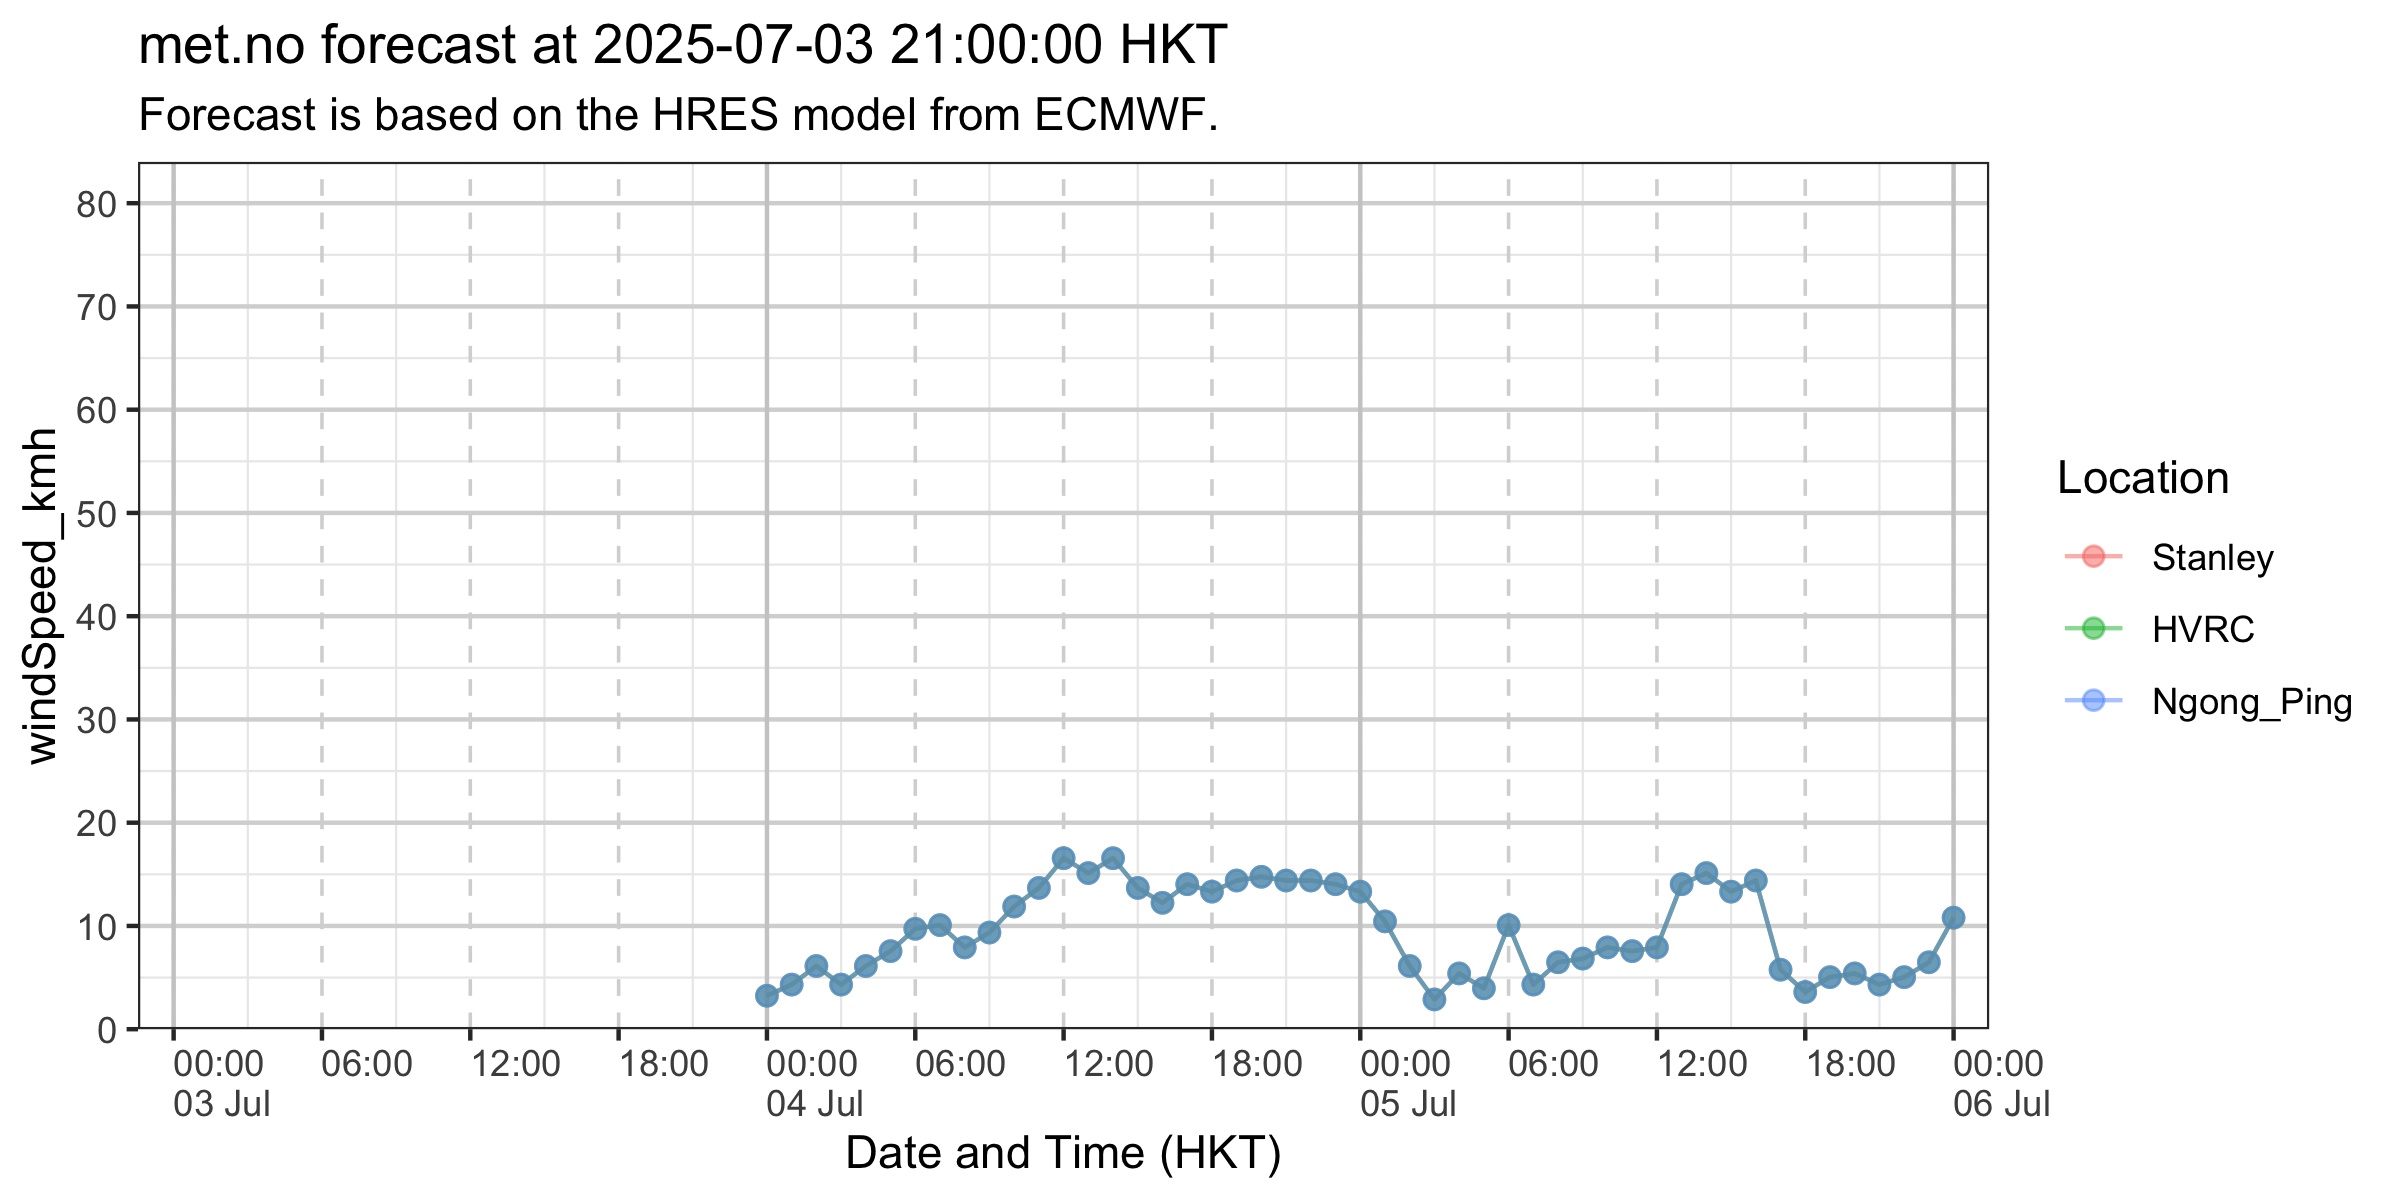 met.no forecast at 2025-07-03 21:00:00 HKT
Forecast is based on the HRES model from ECMWF.
windSpeed_kmh
80
70
60
50
40
30
20
10
0
00:00 06:00 12:00 18:00 00:00 06:00 12:00 18:00 00:00 06:00 12:00 18:00 00:00
03 Jul 04 Jul 05 Jul 06 Jul
Date and Time (HKT)
Location
Stanley
HVRC
Ngong_Ping